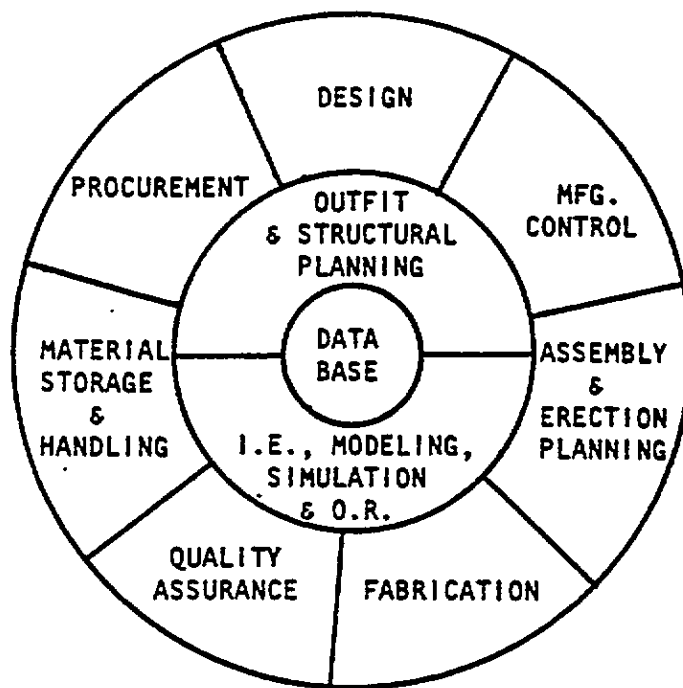 DESIGN
PROCUREMENT
MFG.
CONTROL
OUTFIT
& STRUCTURAL
PLANNING
DATA
BASE
MATERIAL
STORAGE
&
HANDLING
ASSEMBLY
&
ERECTION
PLANNING
I.E., MODELING,
SIMULATION
& O.R.
QUALITY
ASSURANCE
FABRICATION